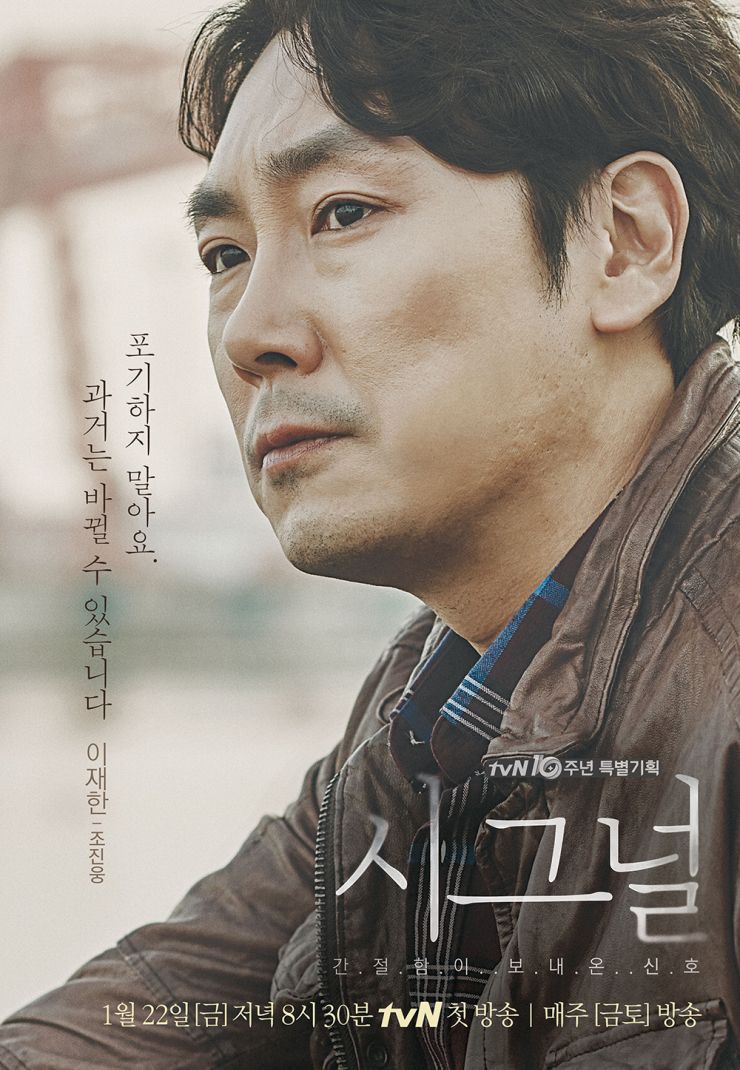 포기하지 말아요.
과거는 바뀔 수 있습니다
이재한 - 조진웅
tvN10주년 특별기획
시그널
간.절.함.이..보.내.온..신.호
1월 22일[금] 저녁 8시 30분 tvN 첫 방송 | 매주 [금토] 방송